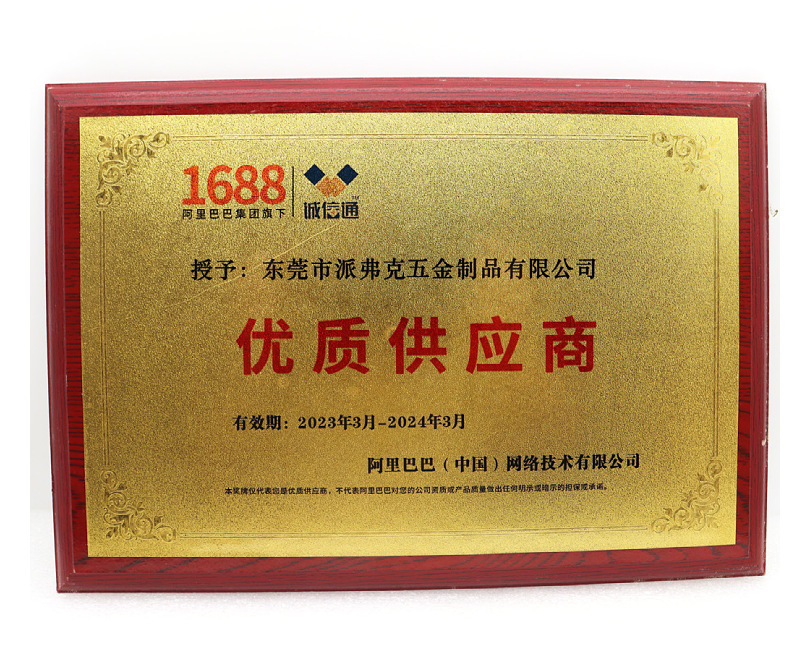 1688
阿里巴巴集团旗下
诚信通
TM
授予：东莞市派弗克五金制品有限公司
优质供应商
有效期：2023年3月-2024年3月
阿里巴巴（中国）网络技术有限公司
本奖牌仅代表您是优质供应商，不代表阿里巴巴对您的公司资质或产品质量做出任何明示或暗示的担保或承诺。